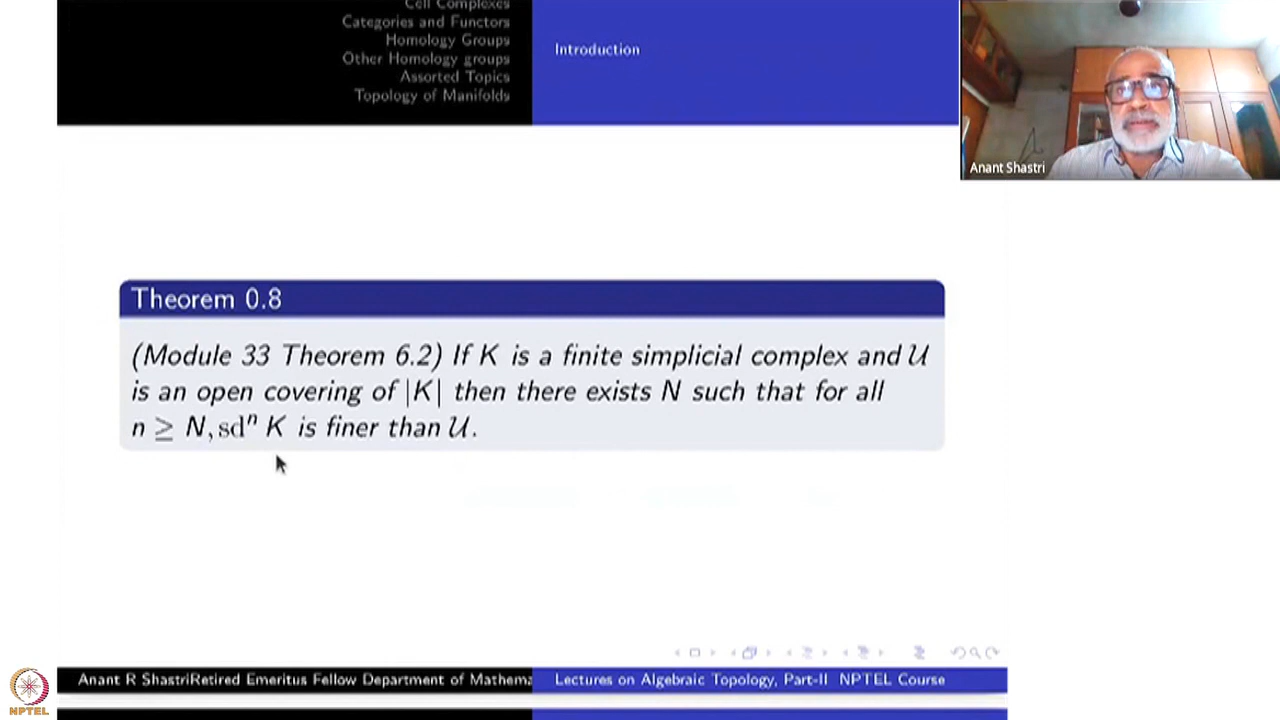 Cell Complexes
Categories and Functors
Homology Groups
Other Homology groups
Assorted Topics
Topology of Manifolds
Introduction
Anant Shastri
Theorem 0.8
(Module 33 Theorem 6.2) If K is a finite simplicial complex and 𝒰
is an open covering of |K| then there exists N such that for all
n ≥ N, sdⁿ K is finer than 𝒰.
Anant R ShastriRetired Emeritus Fellow Department of Mathema
Lectures on Algebraic Topology, Part-II NPTEL Course
NPTEL